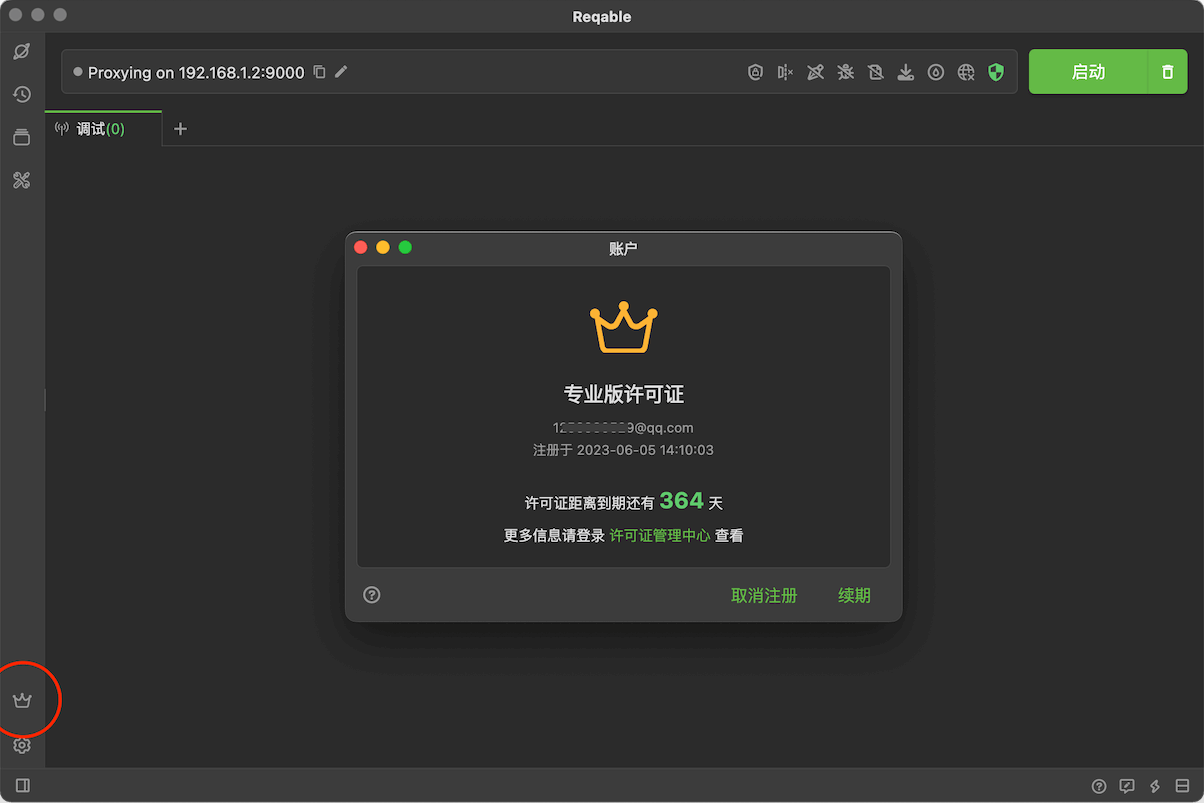 Reqable
Proxying on 192.168.1.2:9000
启动
调试(0)
账户
专业版许可证
9@qq.com
注册于 2023-06-05 14:10:03
许可证距离到期还有 364 天
更多信息请登录 许可证管理中心 查看
取消注册
续期